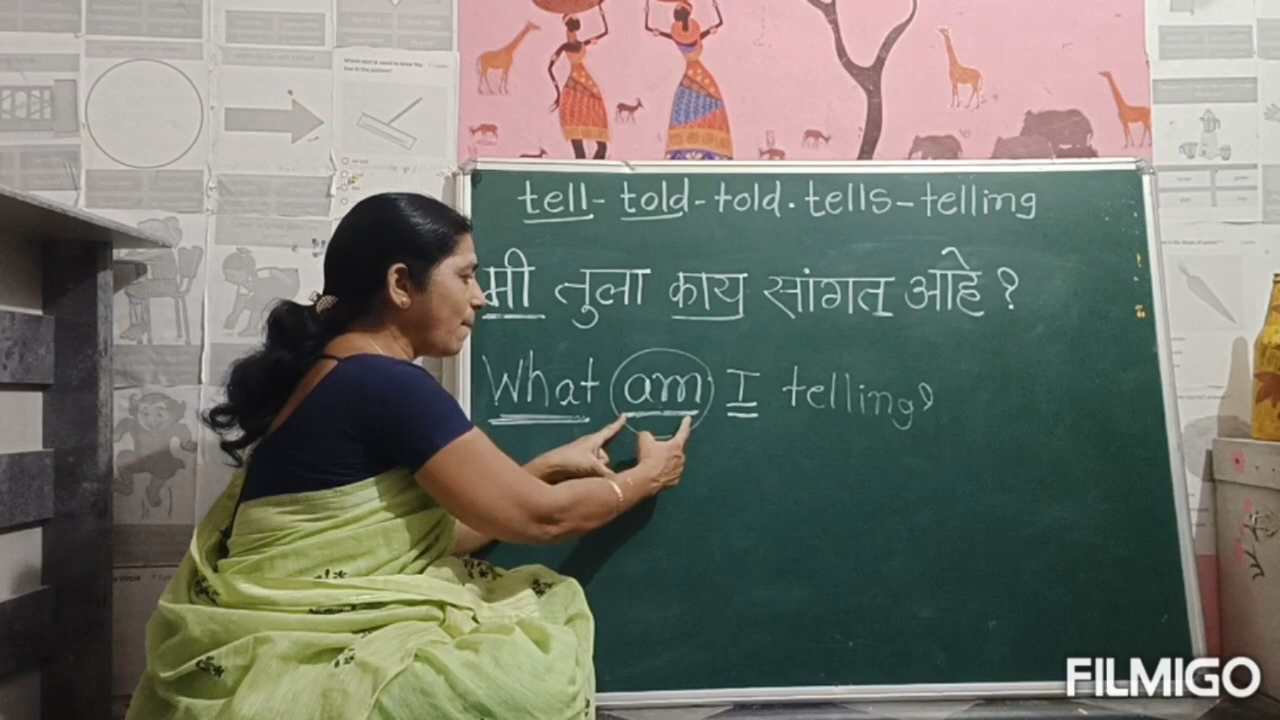 tell- told-told. tells-telling
मी तुला काय सांगत आहे ?
What am I telling?
FILMIGO